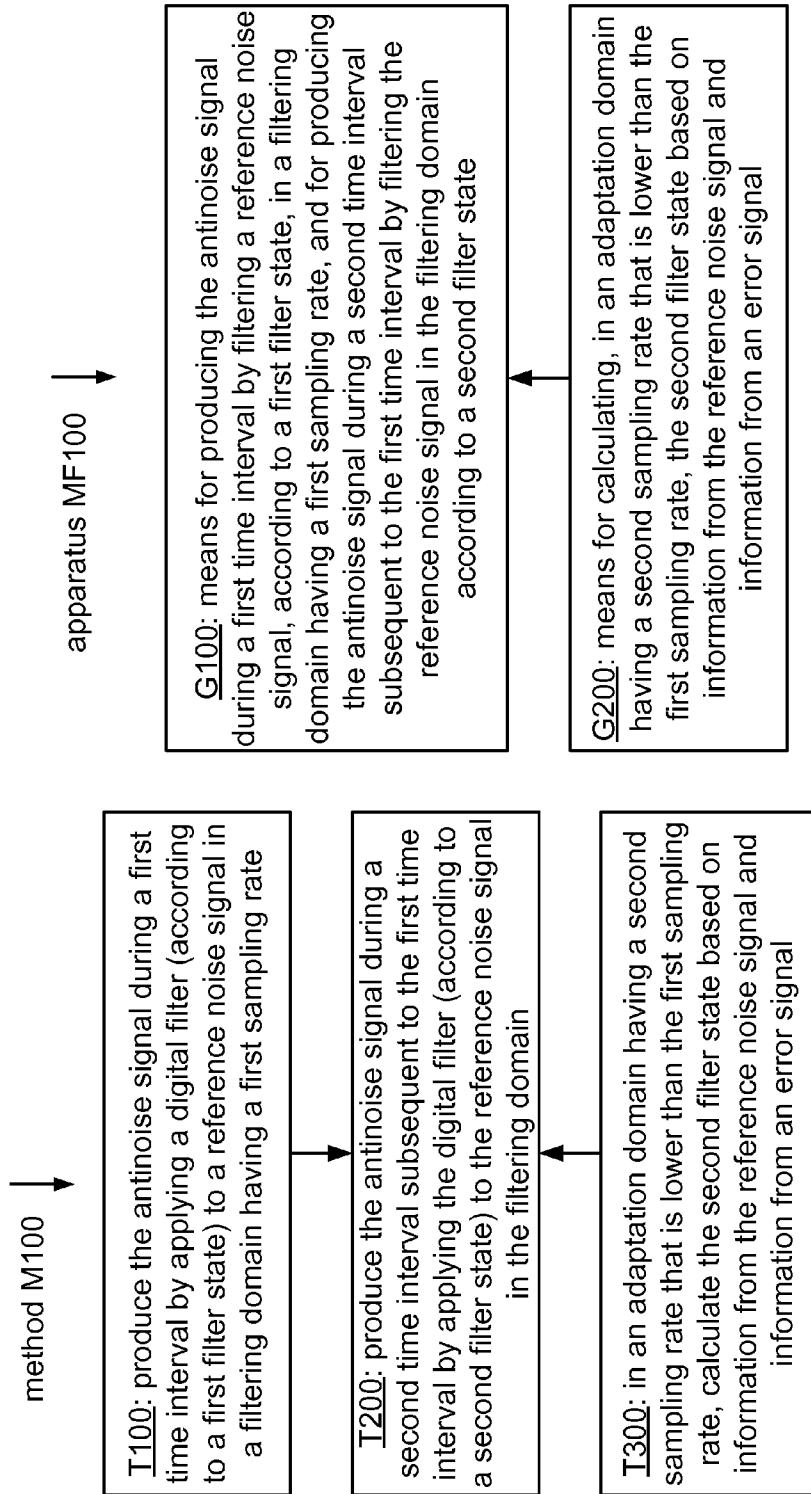 method M100
T100: produce the antinoise signal during a first
time interval by applying a digital filter (according
to a first filter state) to a reference noise signal in
a filtering domain having a first sampling rate
T200: produce the antinoise signal during a
second time interval subsequent to the first time
interval by applying the digital filter (according to
a second filter state) to the reference noise signal
in the filtering domain
T300: in an adaptation domain having a second
sampling rate that is lower than the first sampling
rate, calculate the second filter state based on
information from the reference noise signal and
information from an error signal
apparatus MF100
G100: means for producing the antinoise signal
during a first time interval by filtering a reference noise
signal, according to a first filter state, in a filtering
domain having a first sampling rate, and for producing
the antinoise signal during a second time interval
subsequent to the first time interval by filtering the
reference noise signal in the filtering domain
according to a second filter state
G200: means for calculating, in an adaptation domain
having a second sampling rate that is lower than the
first sampling rate, the second filter state based on
information from the reference noise signal and
information from an error signal